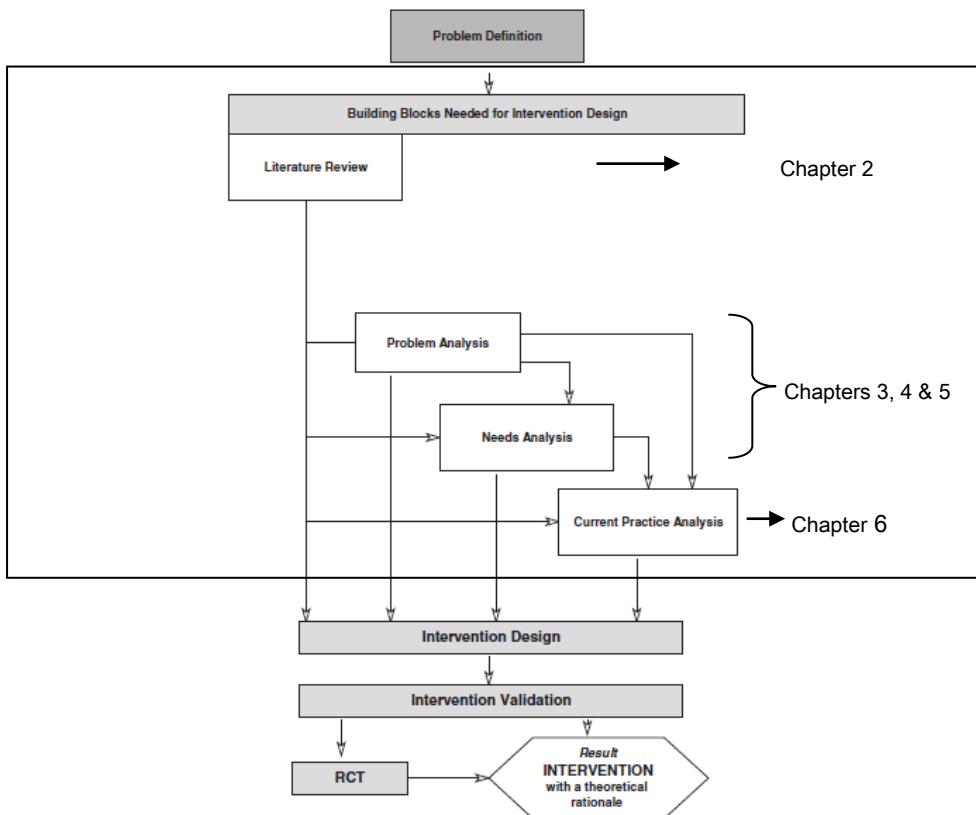 Problem Definition
Building Blocks Needed for Intervention Design
Literature Review
Chapter 2
Problem Analysis
Chapters 3, 4 & 5
Needs Analysis
Current Practice Analysis
Chapter 6
Intervention Design
Intervention Validation
RCT
Result
INTERVENTION
with a theoretical
rationale